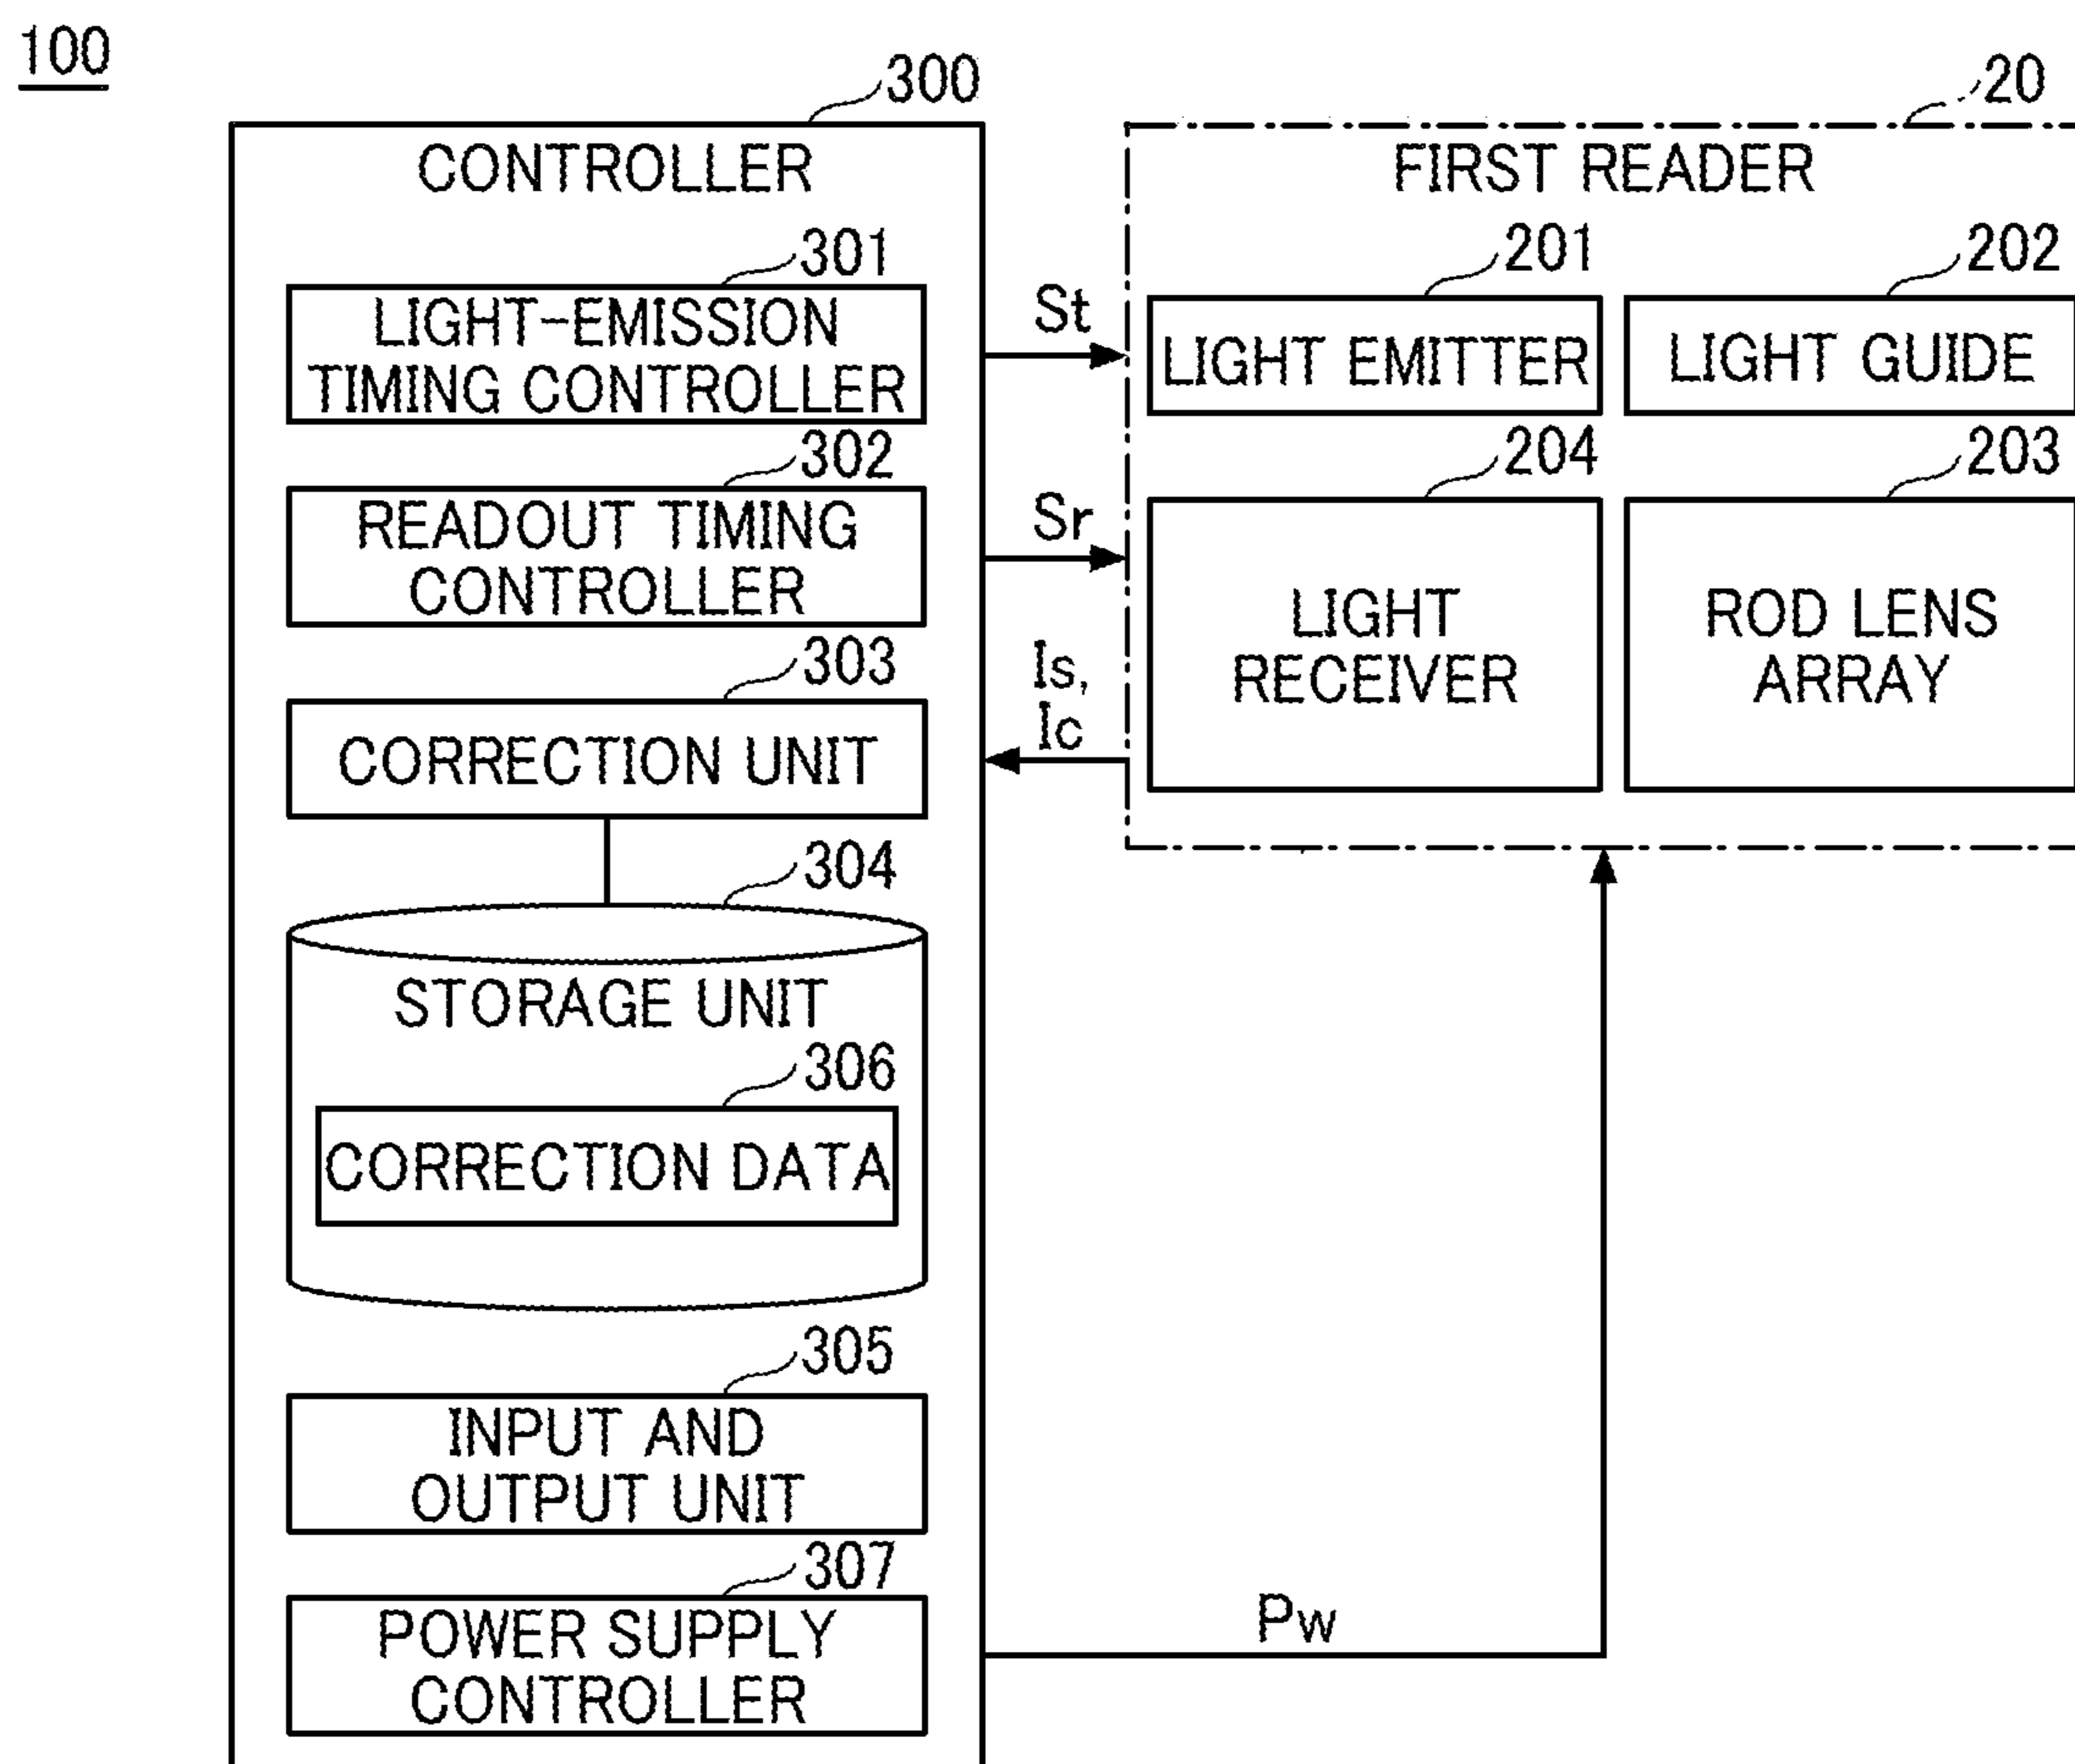 100
300
CONTROLLER
301
LIGHT-EMISSION
TIMING CONTROLLER
302
READOUT TIMING
CONTROLLER
303
CORRECTION UNIT
304
STORAGE UNIT
306
CORRECTION DATA
305
INPUT AND
OUTPUT UNIT
307
POWER SUPPLY
CONTROLLER
St
Sr
Is,
Ic
Pw
20
FIRST READER
201
LIGHT EMITTER
202
LIGHT GUIDE
204
LIGHT
RECEIVER
203
ROD LENS
ARRAY